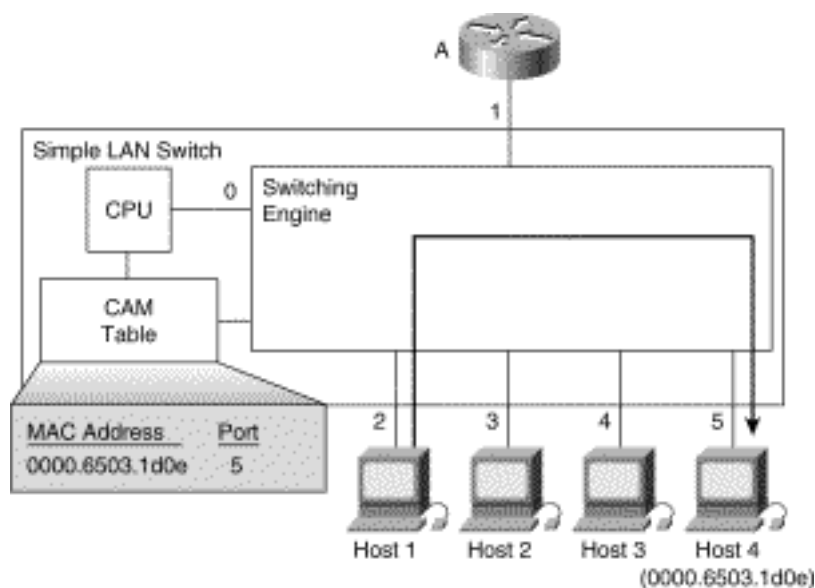 A
1
Simple LAN Switch
CPU
0
Switching
Engine
CAM
Table
2
3
4
5
MAC Address Port
0000.6503.1d0e 5
Host 1
Host 2
Host 3
Host 4
(0000.6503.1d0e)